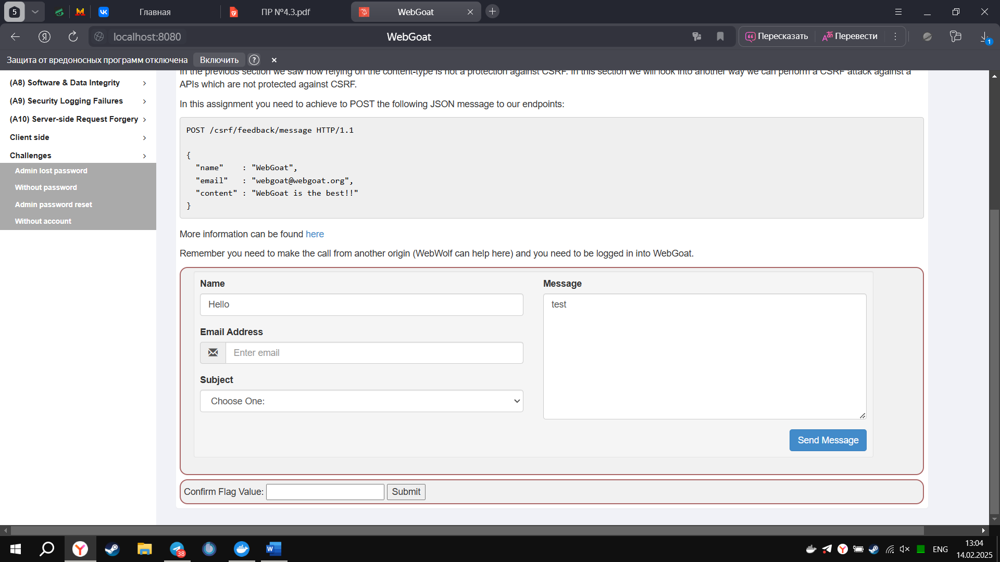 5
Главная
ПР №4.3.pdf
WebGoat
localhost:8080
WebGoat
Пересказать
Перевести
1
Защита от вредоносных программ отключена
Включить
?
In the previous section we saw how relying on the content-type is not a protection against CSRF. In this section we will look into another way we can perform a CSRF attack against a
APIs which are not protected against CSRF.
(A8) Software & Data Integrity
(A9) Security Logging Failures
(A10) Server-side Request Forgery
Client side
Challenges
Admin lost password
Without password
Admin password reset
Without account
In this assignment you need to achieve to POST the following JSON message to our endpoints:
POST /csrf/feedback/message HTTP/1.1
{
"name" : "WebGoat",
"email" : "webgoat@webgoat.org",
"content" : "WebGoat is the best!!"
}
More information can be found here
Remember you need to make the call from another origin (WebWolf can help here) and you need to be logged in into WebGoat.
Name
Hello
Email Address
Enter email
Subject
Choose One:
Message
test
Send Message
Confirm Flag Value:
Submit
38
ENG
13:04
14.02.2025